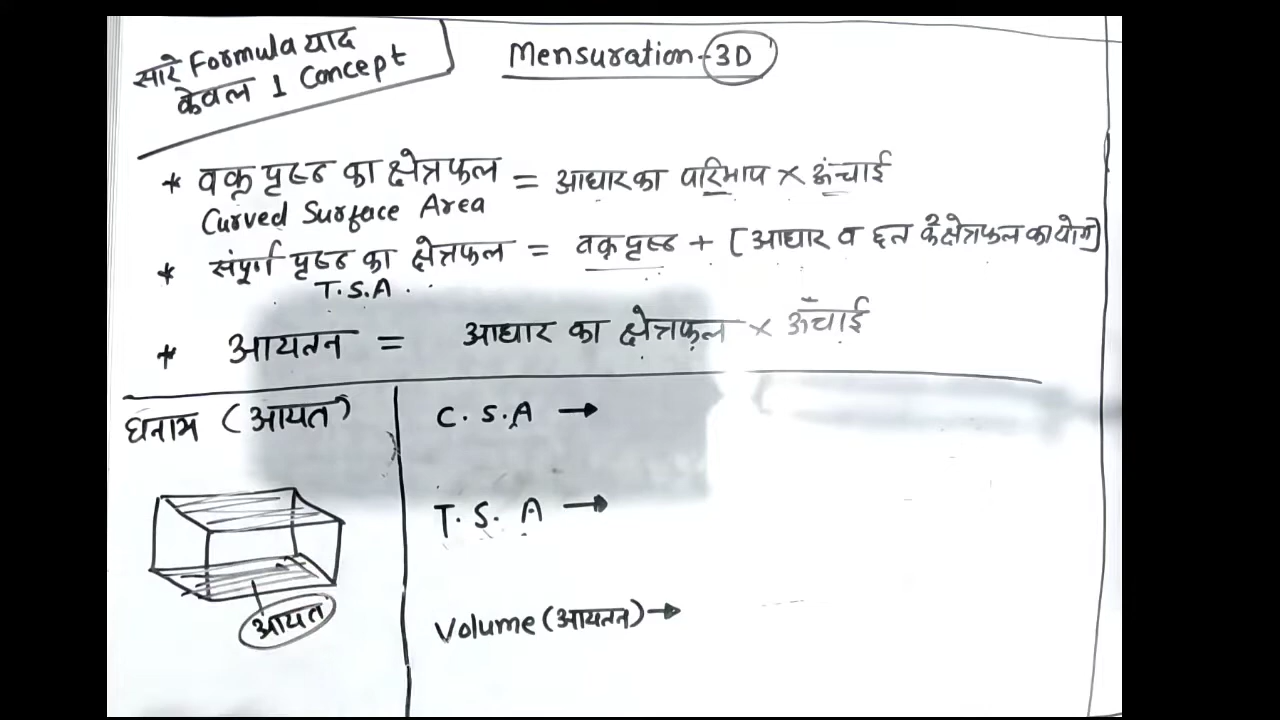 सारे Formula याद
केवल 1 Concept
Mensuration-3D
* वक्र पृष्ठ का क्षेत्रफल = आधार का परिमाप × ऊंचाई
Curved Surface Area
* संपूर्ण पृष्ठ का क्षेत्रफल = वक्र पृष्ठ + [आधार व छत के क्षेत्रफल का योग]
T.S.A.
* आयतन = आधार का क्षेत्रफल × ऊँचाई
घनाभ (आयत)
C.S.A →
T.S.A →
आयत
Volume (आयतन) →